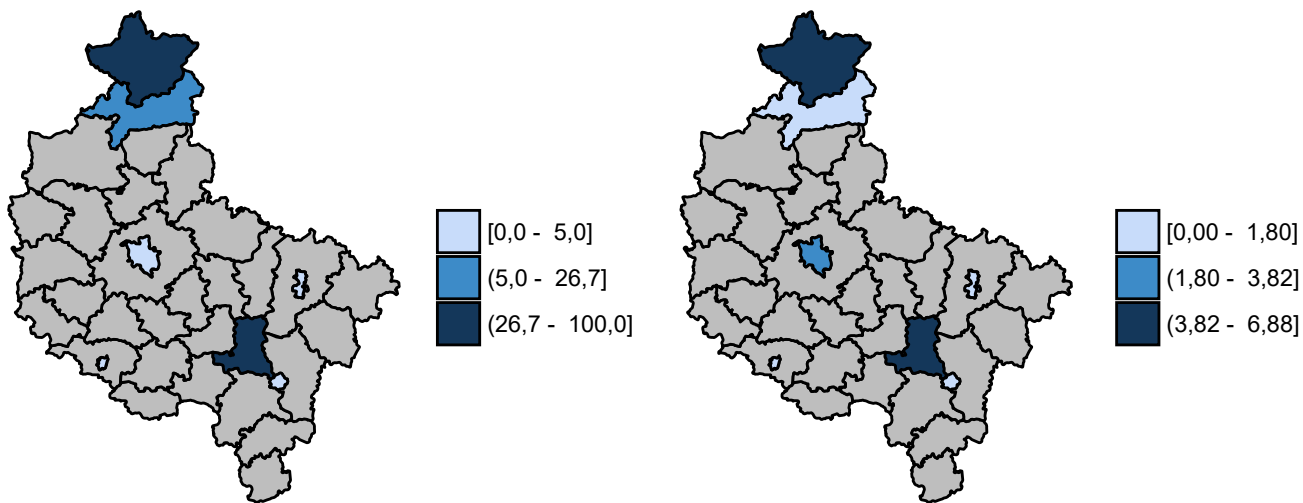 [0,0 - 5,0]
(5,0 - 26,7]
(26,7 - 100,0]
[0,00 - 1,80]
(1,80 - 3,82]
(3,82 - 6,88]